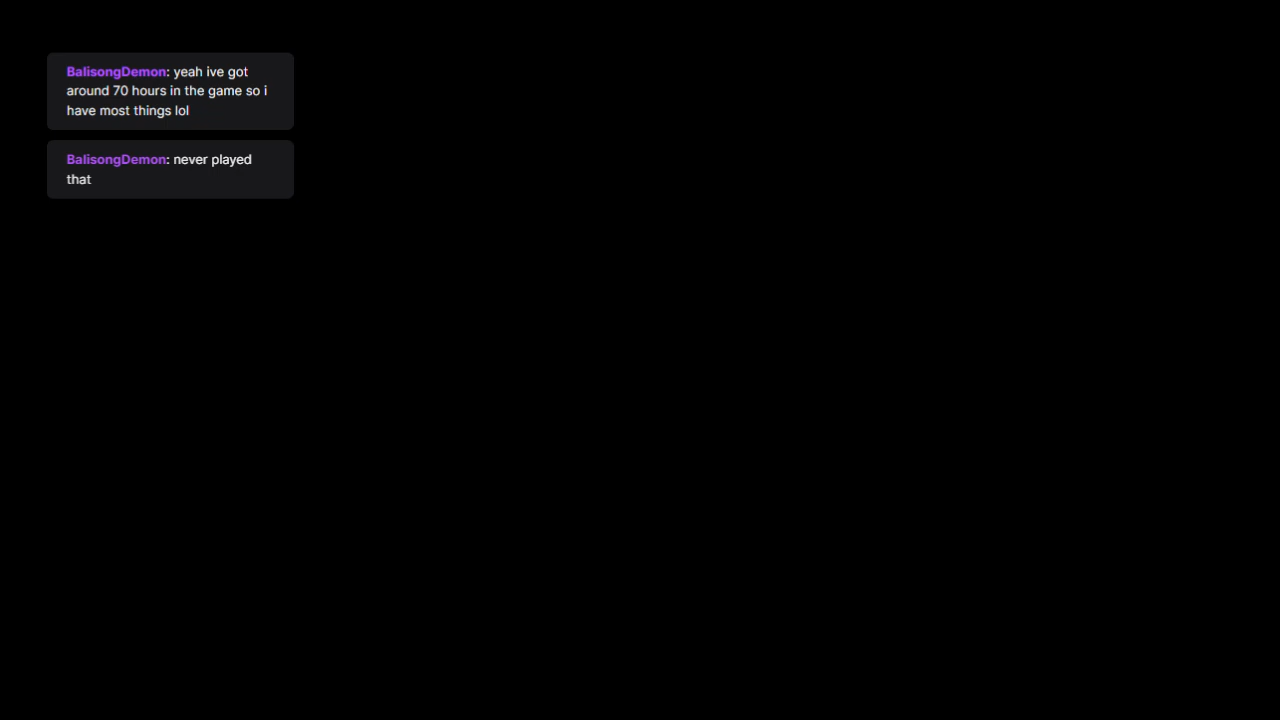 BalisongDemon: yeah ive got
around 70 hours in the game so i
have most things lol
BalisongDemon: never played
that